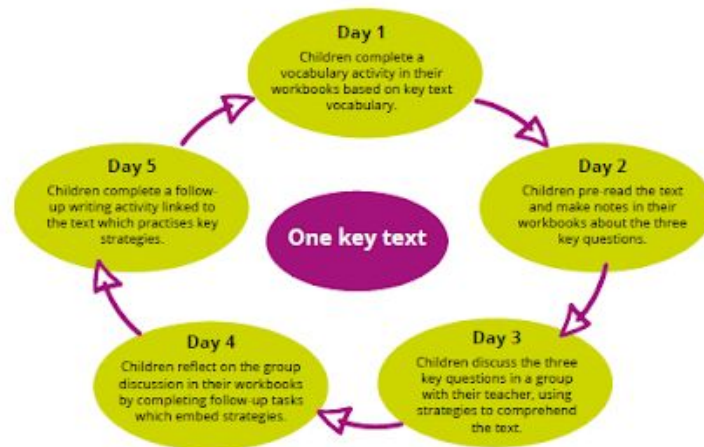 Day 1
Children complete a
vocabulary activity in their
workbooks based on key text
vocabulary.
Day 2
Children pre-read the text
and make notes in their
workbooks about the three
key questions.
Day 3
Children discuss the three
key questions in a group
with their teacher, using
strategies to comprehend
the text.
Day 4
Children reflect on the group
discussion in their workbooks
by completing follow-up tasks
which embed strategies.
Day 5
Children complete a follow-
up writing activity linked to
the text which practises key
strategies.
One key text